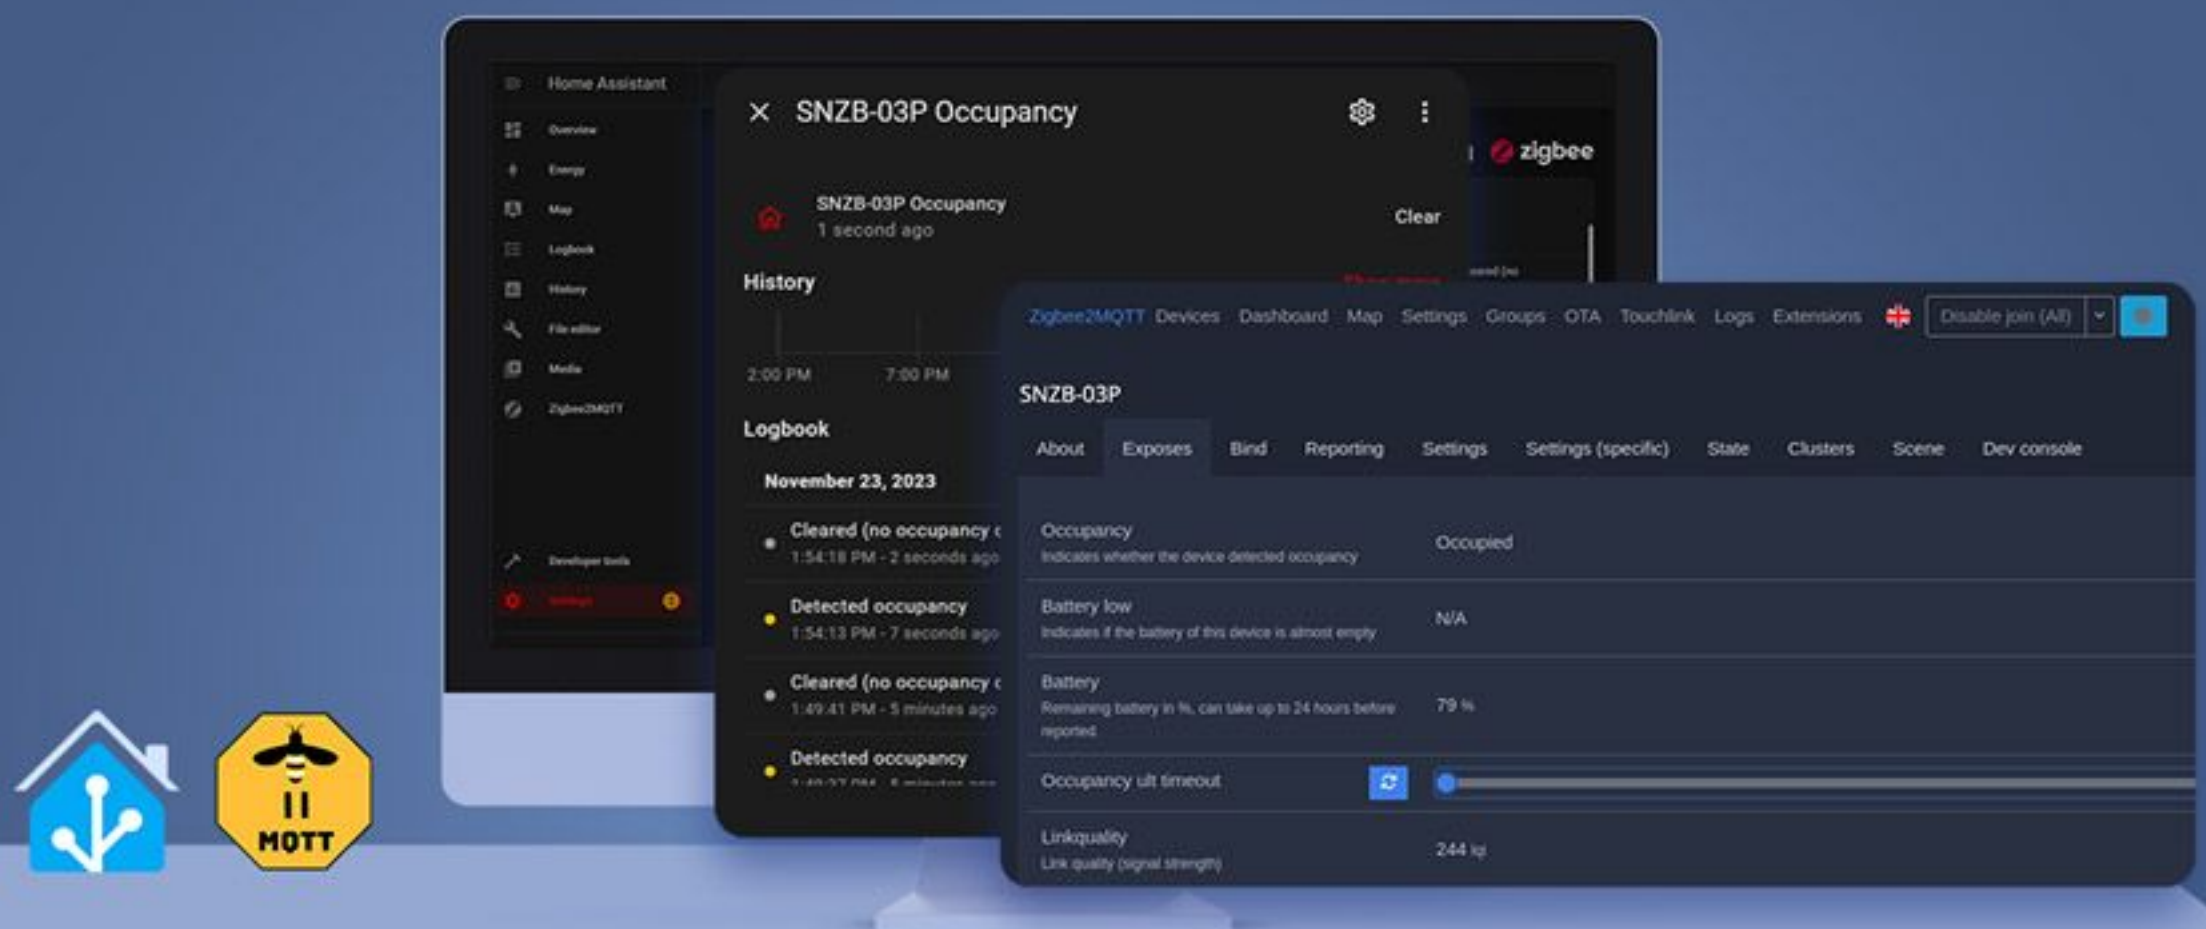 Home Assistant
Overview
Energy
Map
Logbook
History
File editor
Media
Zigbee2MQTT
Developer tools
Settings
zigbee
SNZB-03P Occupancy
SNZB-03P Occupancy
1 second ago
Clear
History
2:00 PM
7:00 PM
Logbook
November 23, 2023
Cleared (no occupancy
1:54:18 PM - 2 seconds ago
Detected occupancy
1:54:13 PM - 7 seconds ago
Cleared (no occupancy
1:49:41 PM - 5 minutes ago
Detected occupancy
Zigbee2MQTT Devices Dashboard Map Settings Groups OTA Touchlink Logs Extensions Disable join (All)
SNZB-03P
About Exposes Bind Reporting Settings Settings (specific) State Clusters Scene Dev console
Occupancy
Indicates whether the device detected occupancy
Occupied
Battery low
Indicates if the battery of this device is almost empty
N/A
Battery
Remaining battery in %, can take up to 24 hours before
reported.
79 %
Occupancy ult timeout
Linkquality
Link quality (signal strength)
244 lqi
MQTT